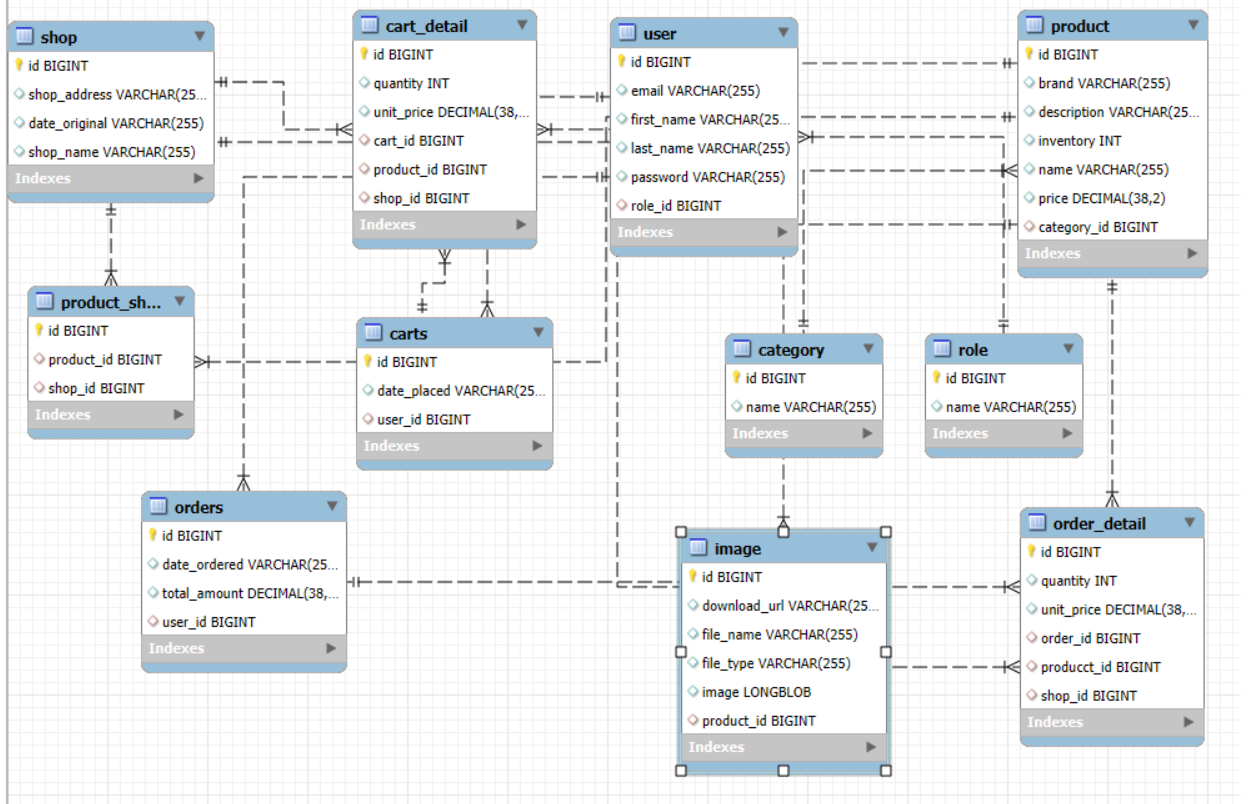 shop
id BIGINT
shop_address VARCHAR(25...
date_original VARCHAR(255)
shop_name VARCHAR(255)
Indexes
cart_detail
id BIGINT
quantity INT
unit_price DECIMAL(38,...
cart_id BIGINT
product_id BIGINT
shop_id BIGINT
Indexes
user
id BIGINT
email VARCHAR(255)
first_name VARCHAR(25...
last_name VARCHAR(255)
password VARCHAR(255)
role_id BIGINT
Indexes
product
id BIGINT
brand VARCHAR(255)
description VARCHAR(25...
inventory INT
name VARCHAR(255)
price DECIMAL(38,2)
category_id BIGINT
Indexes
product_sh...
id BIGINT
product_id BIGINT
shop_id BIGINT
Indexes
carts
id BIGINT
date_placed VARCHAR(25...
user_id BIGINT
Indexes
category
id BIGINT
name VARCHAR(255)
Indexes
role
id BIGINT
name VARCHAR(255)
Indexes
orders
id BIGINT
date_ordered VARCHAR(25...
total_amount DECIMAL(38,...
user_id BIGINT
Indexes
image
id BIGINT
download_url VARCHAR(25...
file_name VARCHAR(255)
file_type VARCHAR(255)
image LONGBLOB
product_id BIGINT
Indexes
order_detail
id BIGINT
quantity INT
unit_price DECIMAL(38,...
order_id BIGINT
producct_id BIGINT
shop_id BIGINT
Indexes